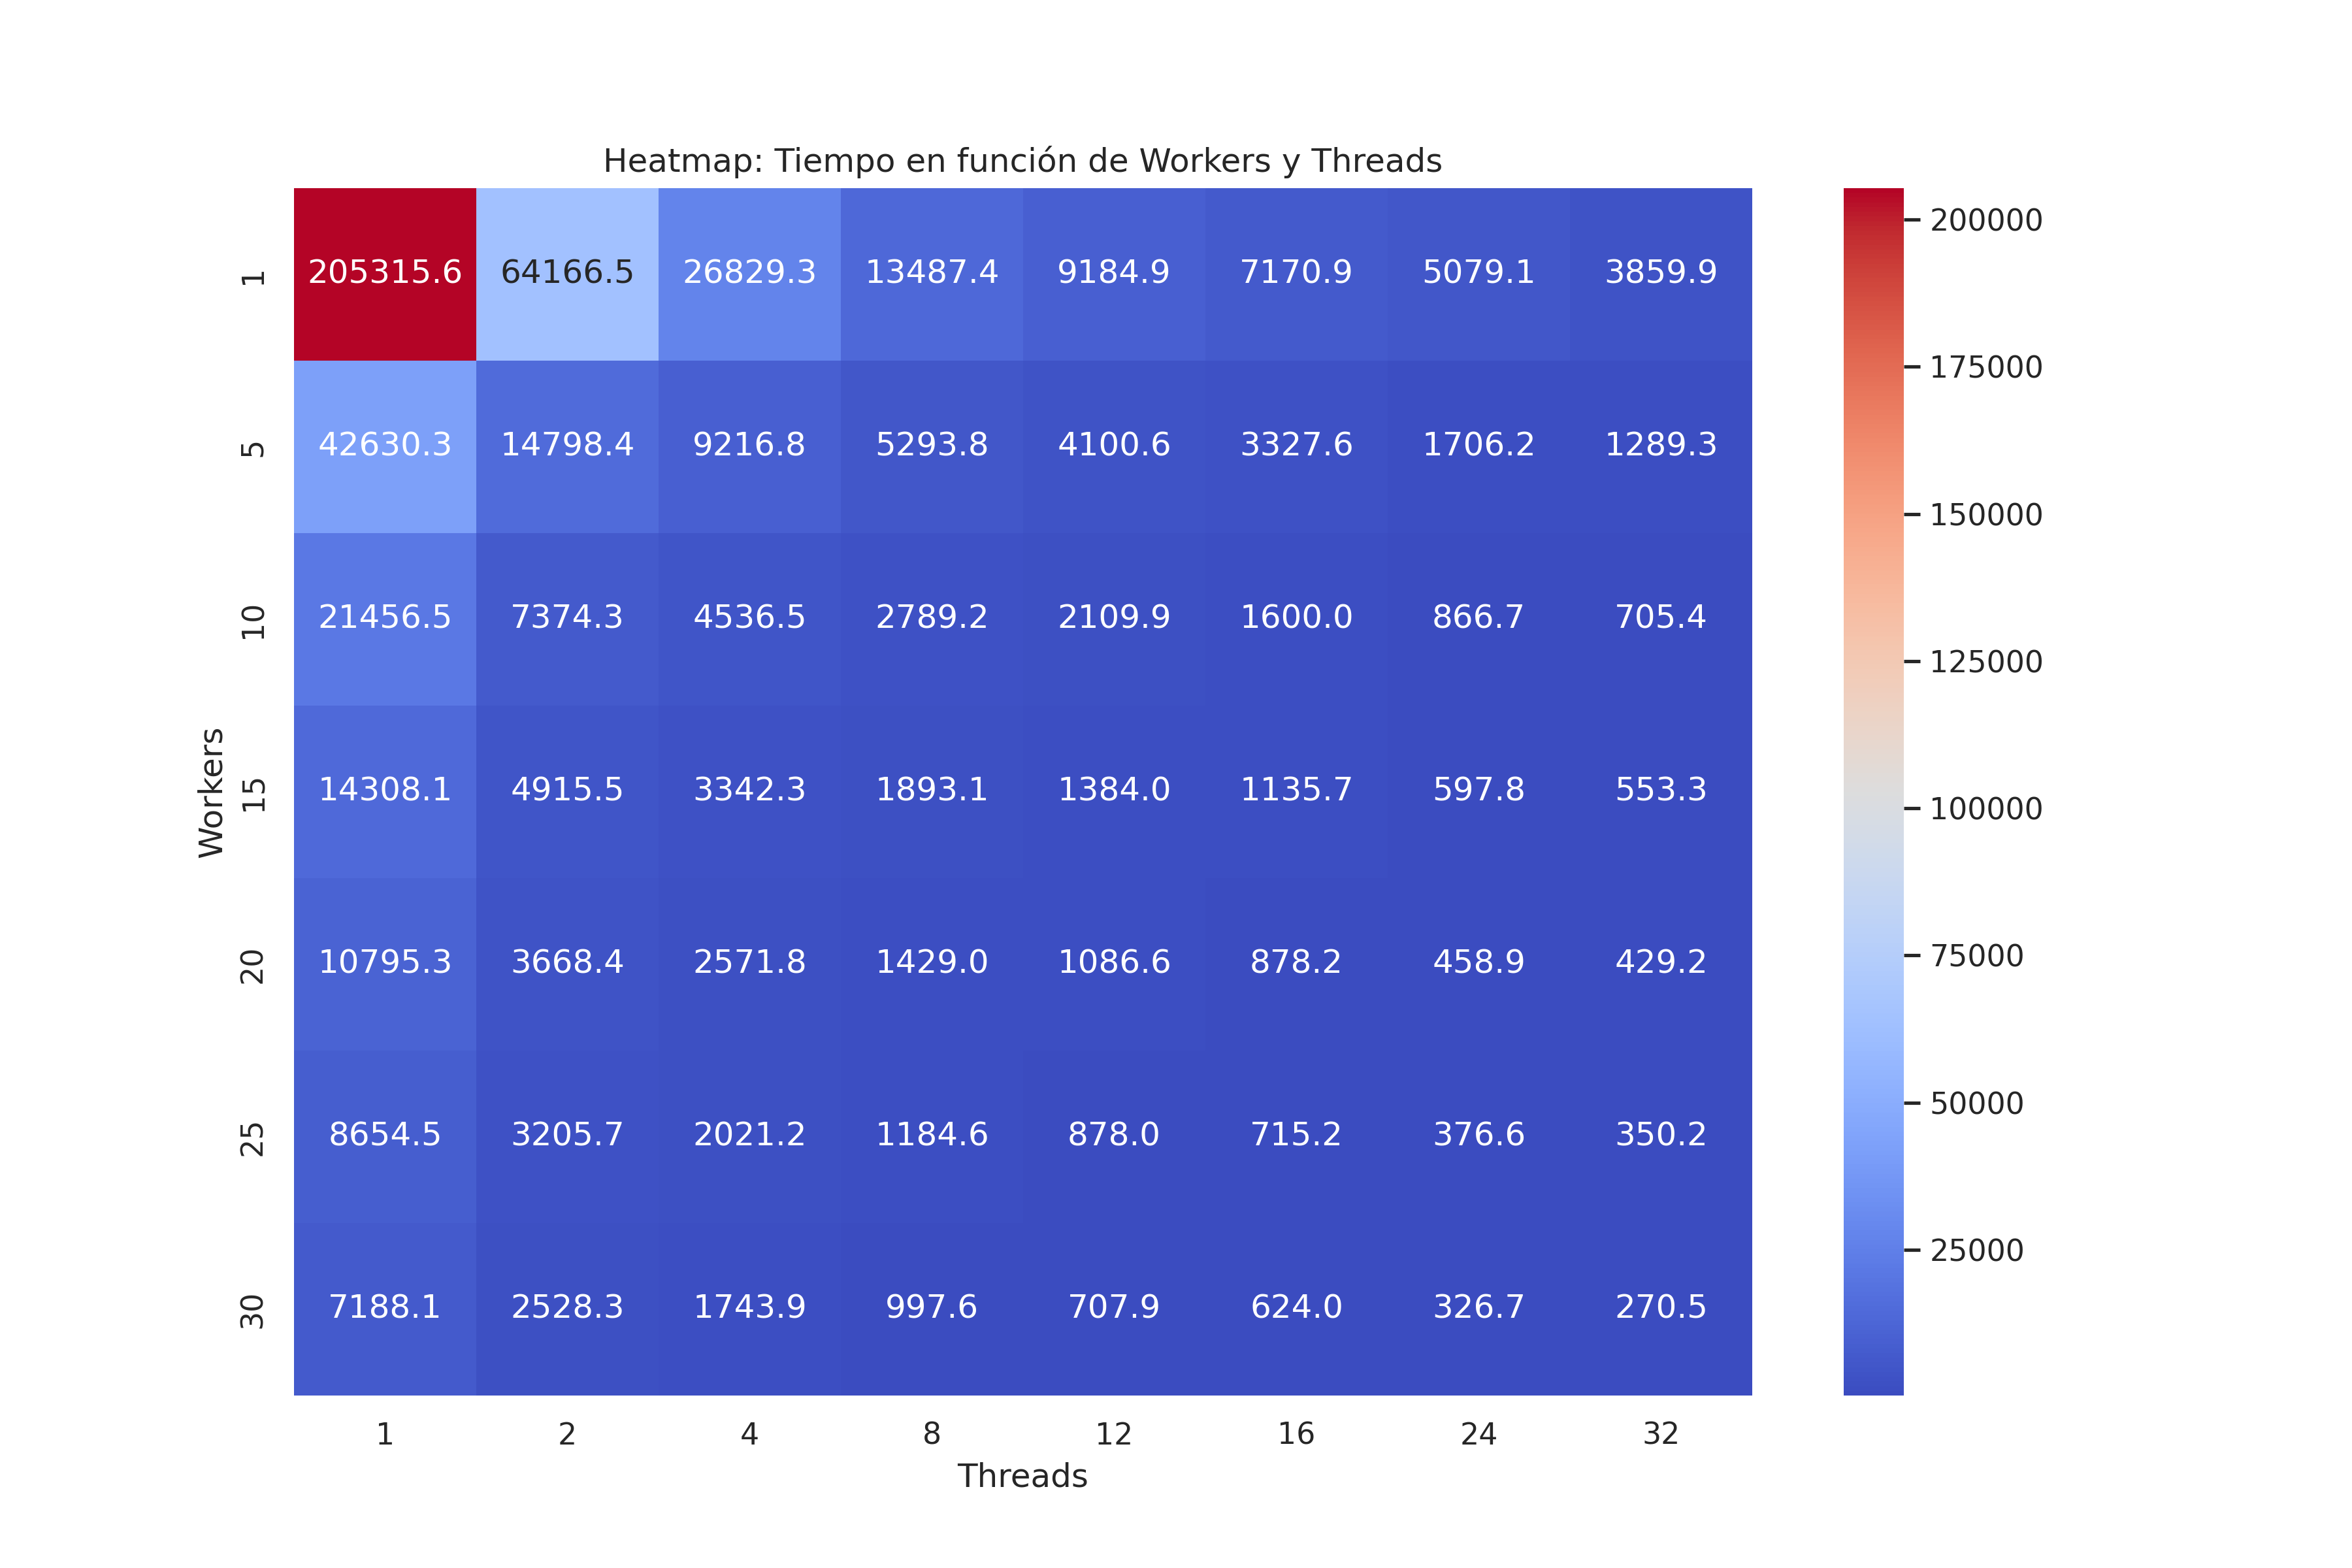 Heatmap: Tiempo en función de Workers y Threads
Workers
1 205315.6 64166.5 26829.3 13487.4 9184.9 7170.9 5079.1 3859.9
5 42630.3 14798.4 9216.8 5293.8 4100.6 3327.6 1706.2 1289.3
10 21456.5 7374.3 4536.5 2789.2 2109.9 1600.0 866.7 705.4
15 14308.1 4915.5 3342.3 1893.1 1384.0 1135.7 597.8 553.3
20 10795.3 3668.4 2571.8 1429.0 1086.6 878.2 458.9 429.2
25 8654.5 3205.7 2021.2 1184.6 878.0 715.2 376.6 350.2
30 7188.1 2528.3 1743.9 997.6 707.9 624.0 326.7 270.5
1 2 4 8 12 16 24 32
Threads
200000
175000
150000
125000
100000
75000
50000
25000